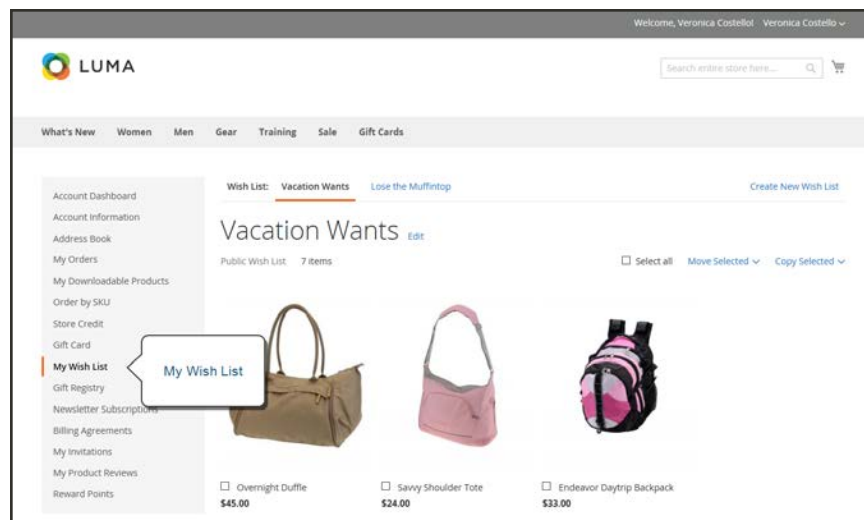 Welcome, Veronica Costello! Veronica Costello
LUMA
Search entire store here...
What's New Women Men Gear Training Sale Gift Cards
Wish List: Vacation Wants Lose the Muffintop Create New Wish List
Vacation Wants Edit
Public Wish List 7 items Select all Move Selected Copy Selected
Account Dashboard
Account Information
Address Book
My Orders
My Downloadable Products
Order by SKU
Store Credit
Gift Card
My Wish List
Gift Registry
Newsletter Subscriptions
Billing Agreements
My Invitations
My Product Reviews
Reward Points
My Wish List
Overnight Duffle Savvy Shoulder Tote Endeavor Daytrip Backpack
$45.00 $24.00 $33.00